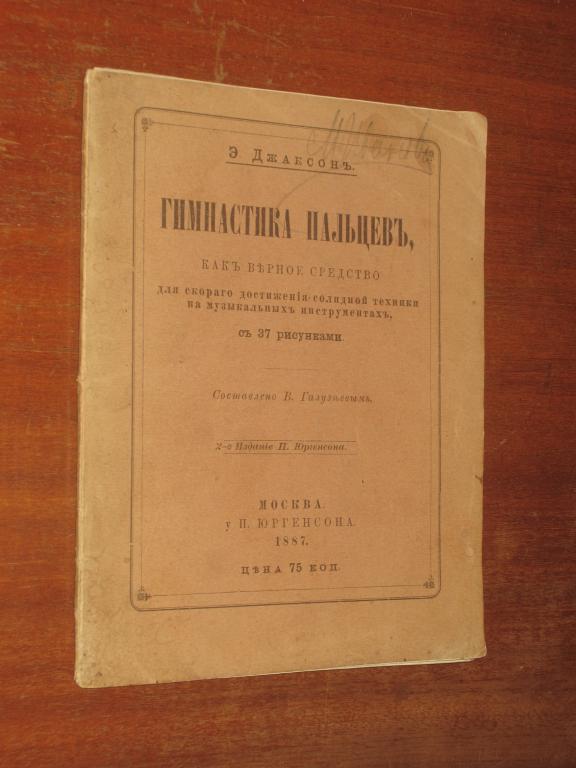 Э. Джаксонъ.
ГИМНАСТИКА ПАЛЬЦЕВЪ,
КАКЪ ВѢРНОЕ СРЕДСТВО
для скораго достиженія солидной техники
на музыкальныхъ инструментахъ,
съ 37 рисунками.
Составлено В. Галузьевымъ.
2-е Изданіе П. Юргенсона.
МОСКВА.
у П. ЮРГЕНСОНА.
1887.
ЦѢНА 75 КОП.